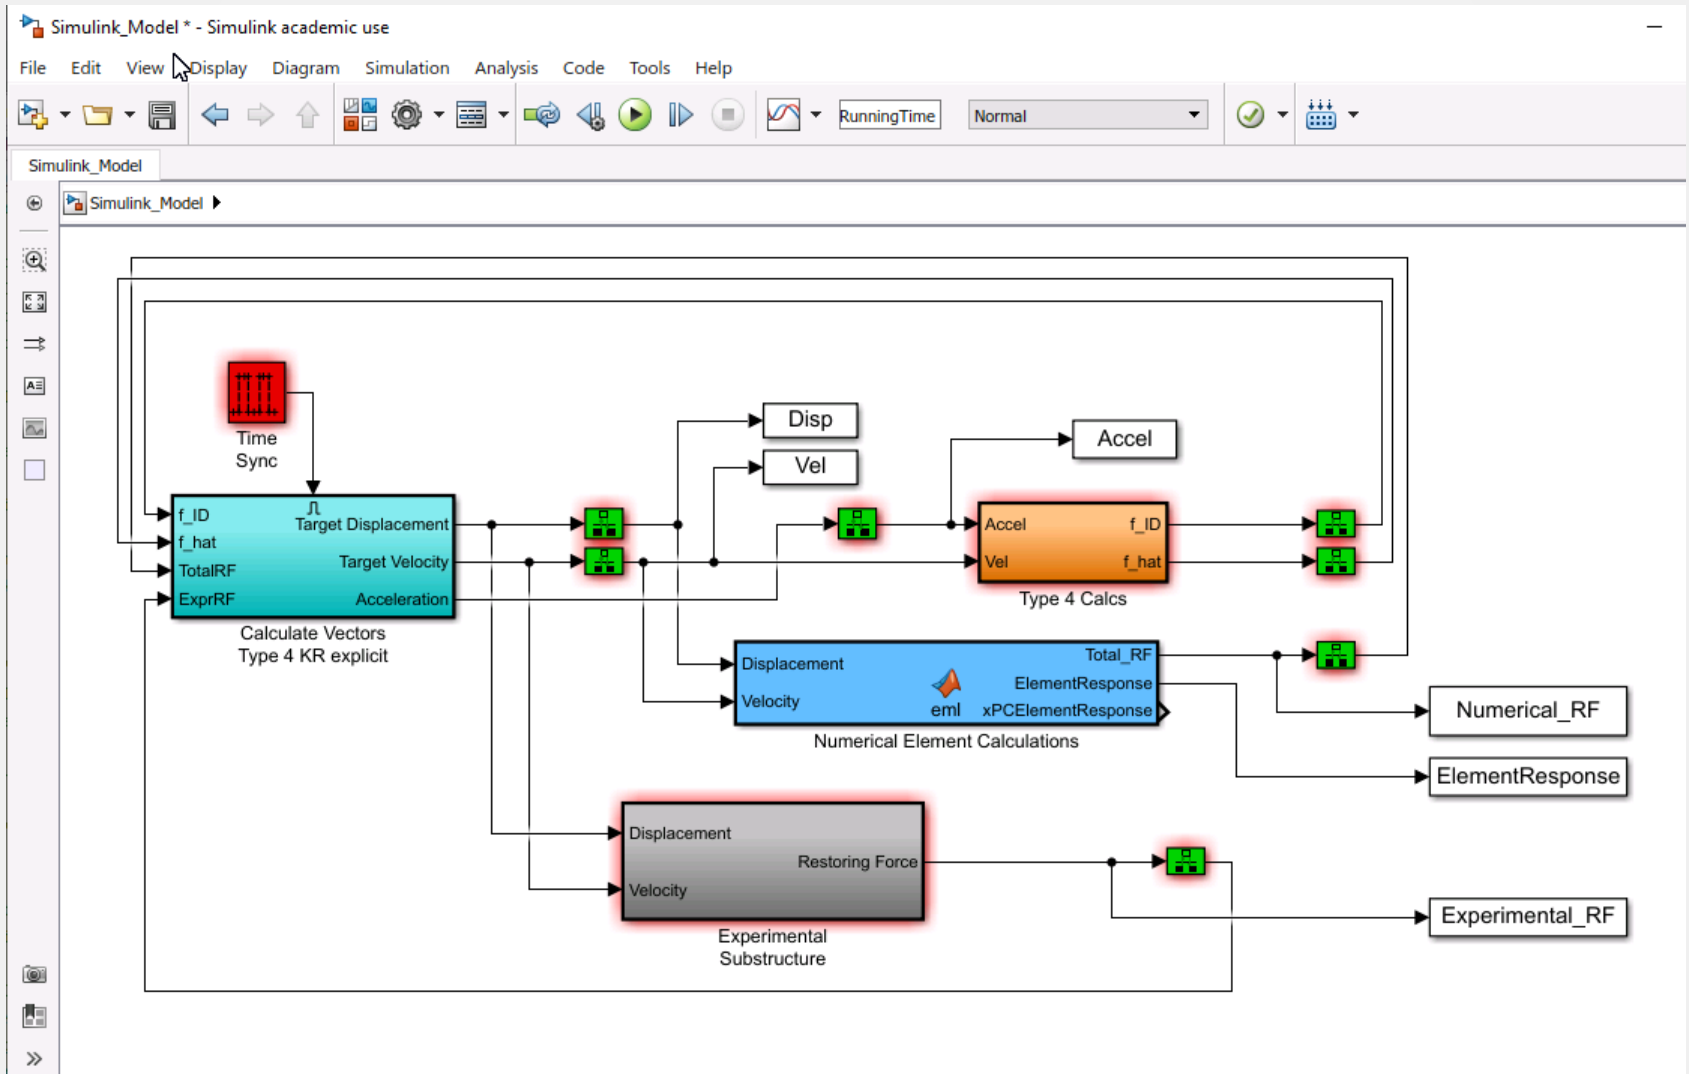 Simulink_Model * - Simulink academic use
File Edit View Display Diagram Simulation Analysis Code Tools Help
RunningTime
Normal
Simulink_Model
Simulink_Model
Time
Sync
f_ID
f_hat
TotalRF
ExprRF
Target Displacement
Target Velocity
Acceleration
Calculate Vectors
Type 4 KR explicit
Disp
Vel
Accel
Accel
Vel
f_ID
f_hat
Type 4 Calcs
Displacement
Velocity
eml
Total_RF
ElementResponse
xPCElementResponse
Numerical Element Calculations
Numerical_RF
ElementResponse
Displacement
Velocity
Restoring Force
Experimental
Substructure
Experimental_RF